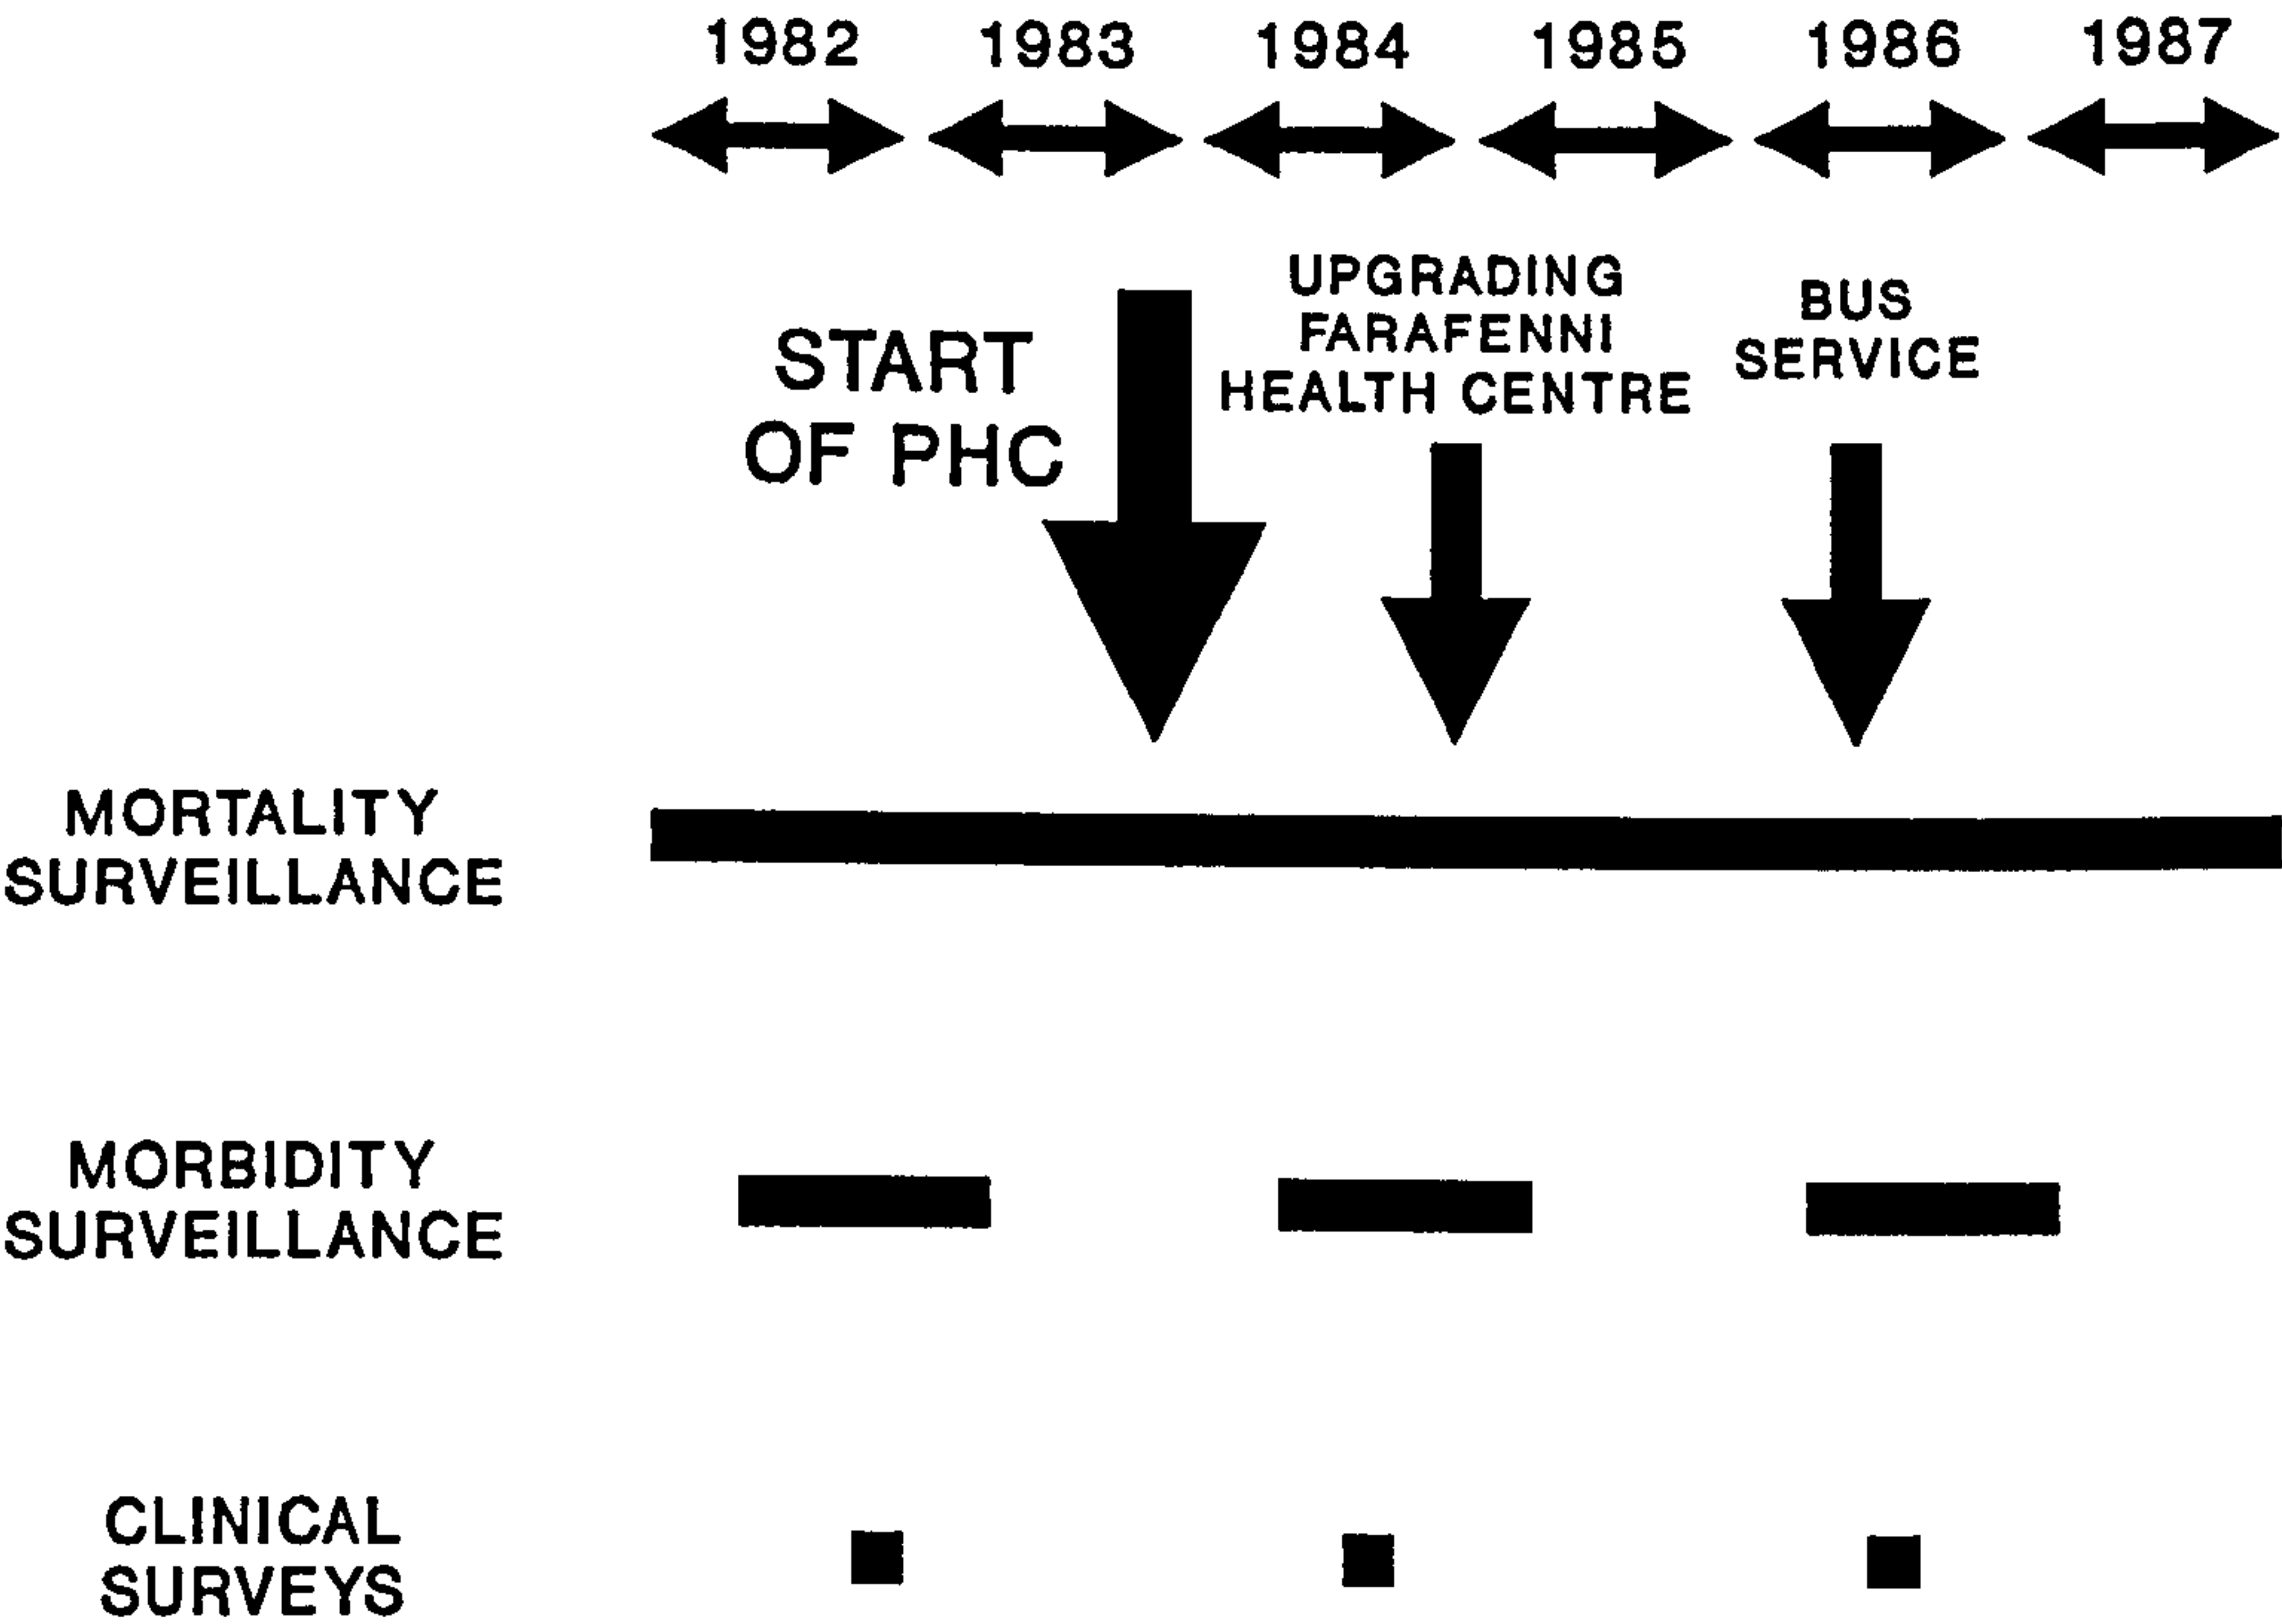 1982 1983 1984 1985 1986 1987
START
OF PHC
UPGRADING
FARAFENNI
HEALTH CENTRE
BUS
SERVICE
MORTALITY
SURVEILLANCE
MORBIDITY
SURVEILLANCE
CLINICAL
SURVEYS